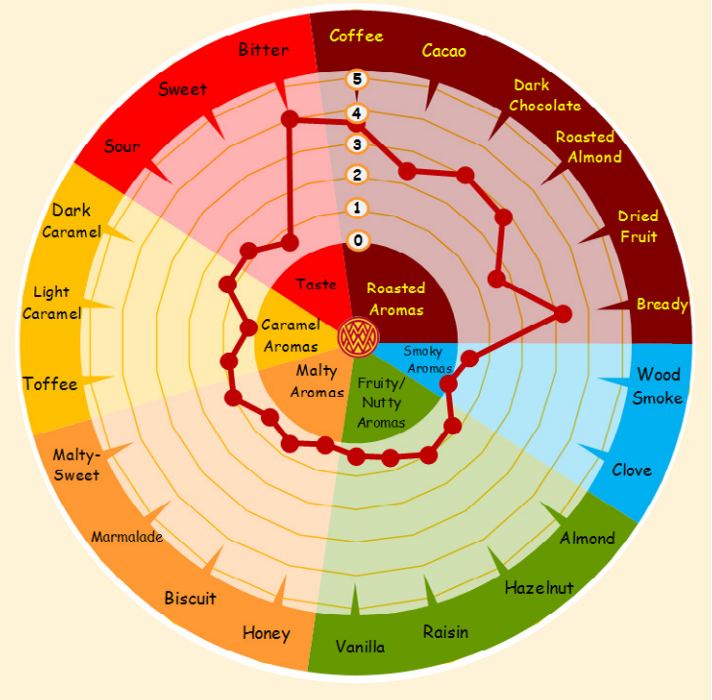 Coffee
Cacao
Dark
Chocolate
Roasted
Almond
Dried
Fruit
Bready
Wood
Smoke
Clove
Almond
Hazelnut
Raisin
Vanilla
Honey
Biscuit
Marmalade
Malty-
Sweet
Toffee
Light
Caramel
Dark
Caramel
Sour
Sweet
Bitter
5
4
3
2
1
0
Taste
Roasted
Aromas
Smoky
Aromas
Fruity/
Nutty
Aromas
Malty
Aromas
Caramel
Aromas